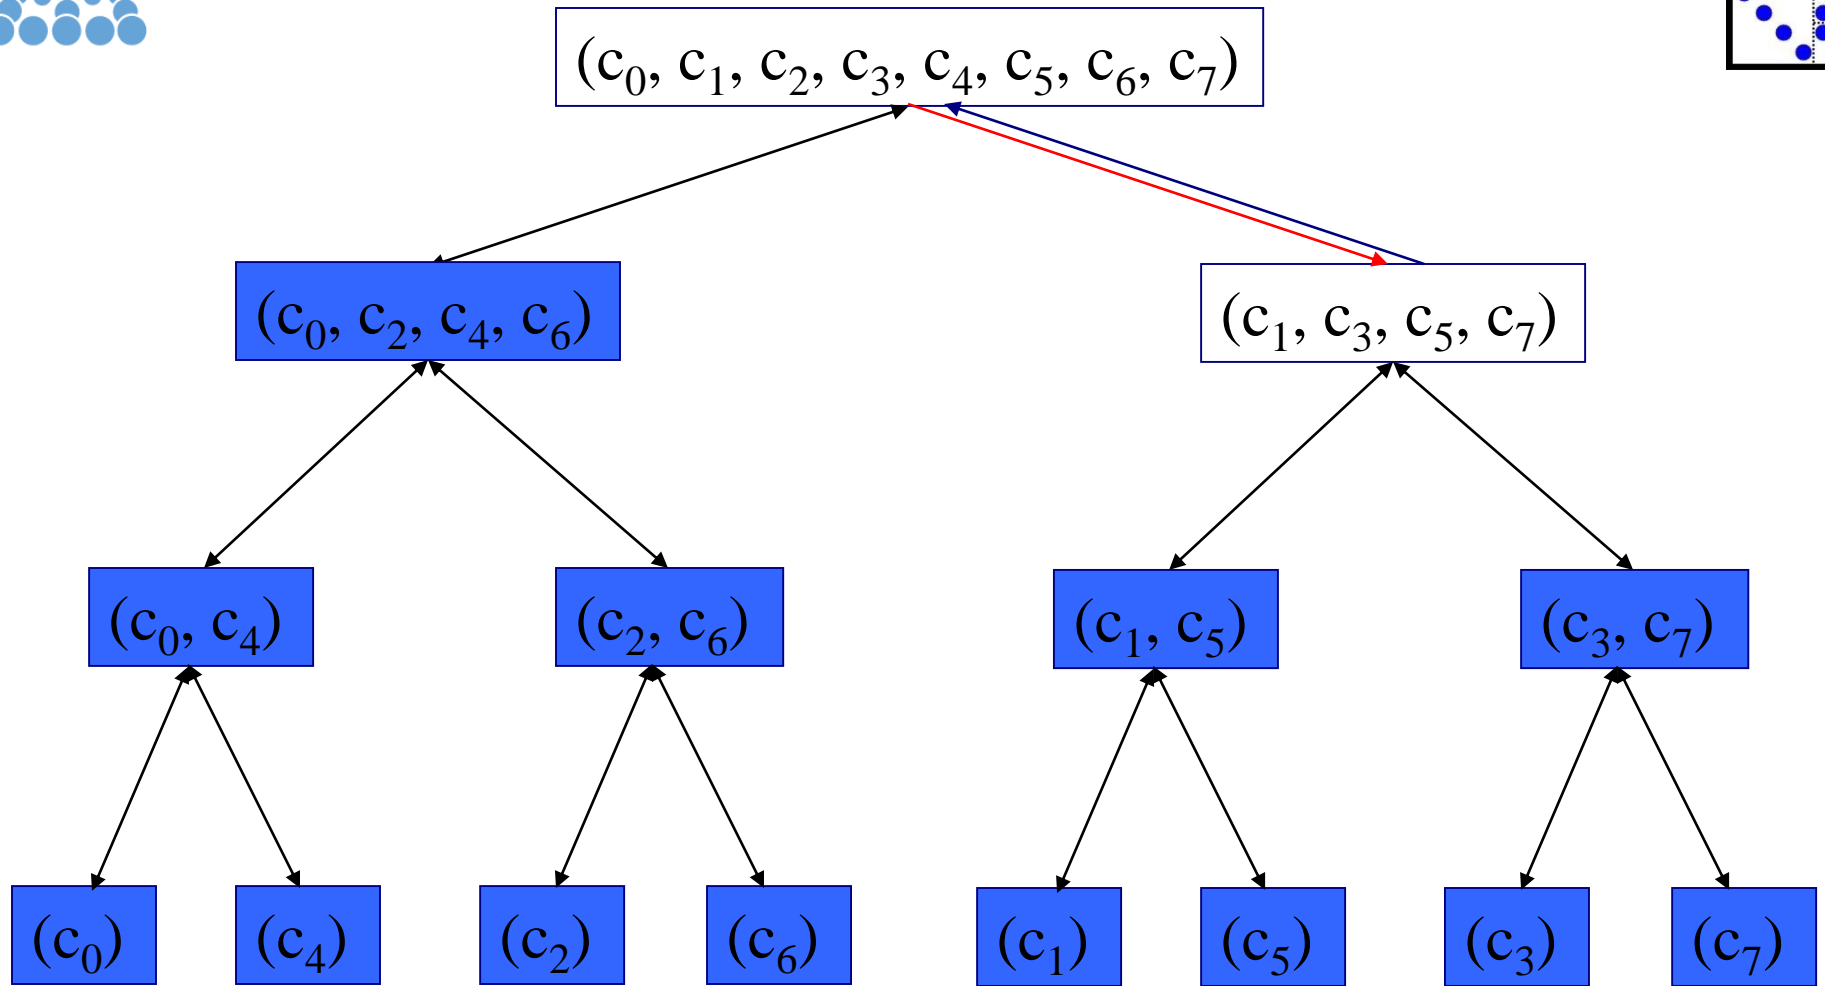 (c₀, c₁, c₂, c₃, c₄, c₅, c₆, c₇)
(c₀, c₂, c₄, c₆) (c₁, c₃, c₅, c₇)
(c₀, c₄) (c₂, c₆) (c₁, c₅) (c₃, c₇)
(c₀) (c₄) (c₂) (c₆) (c₁) (c₅) (c₃) (c₇)